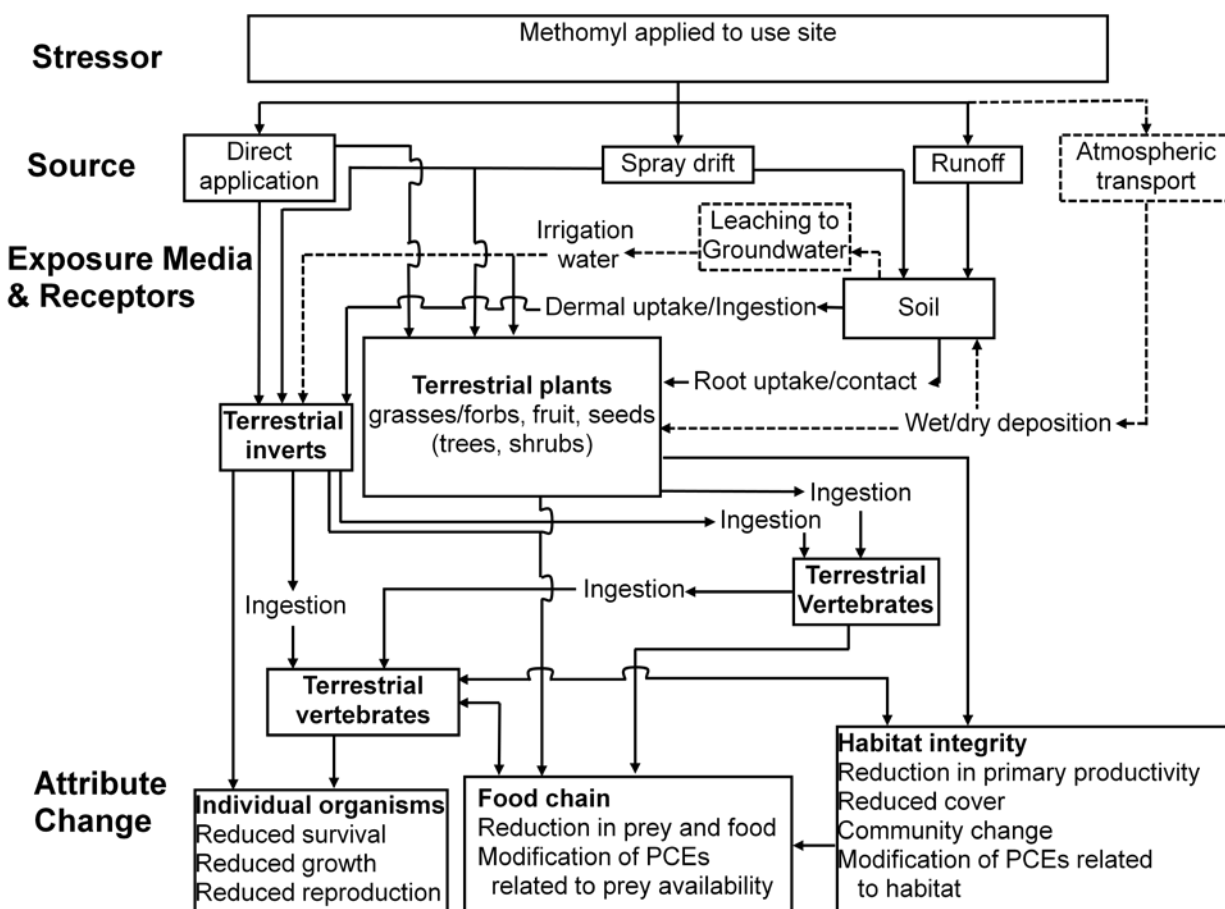 Stressor
Methomyl applied to use site
Source
Direct
application
Spray drift
Runoff
Atmospheric
transport
Exposure Media
& Receptors
Irrigation
water
Leaching to
Groundwater
Dermal uptake/Ingestion
Soil
Terrestrial plants
grasses/forbs, fruit, seeds
(trees, shrubs)
Root uptake/contact
Wet/dry deposition
Terrestrial
inverts
Ingestion
Ingestion
Terrestrial
Vertebrates
Ingestion
Ingestion
Terrestrial
vertebrates
Attribute
Change
Individual organisms
Reduced survival
Reduced growth
Reduced reproduction
Food chain
Reduction in prey and food
Modification of PCEs
related to prey availability
Habitat integrity
Reduction in primary productivity
Reduced cover
Community change
Modification of PCEs related
to habitat